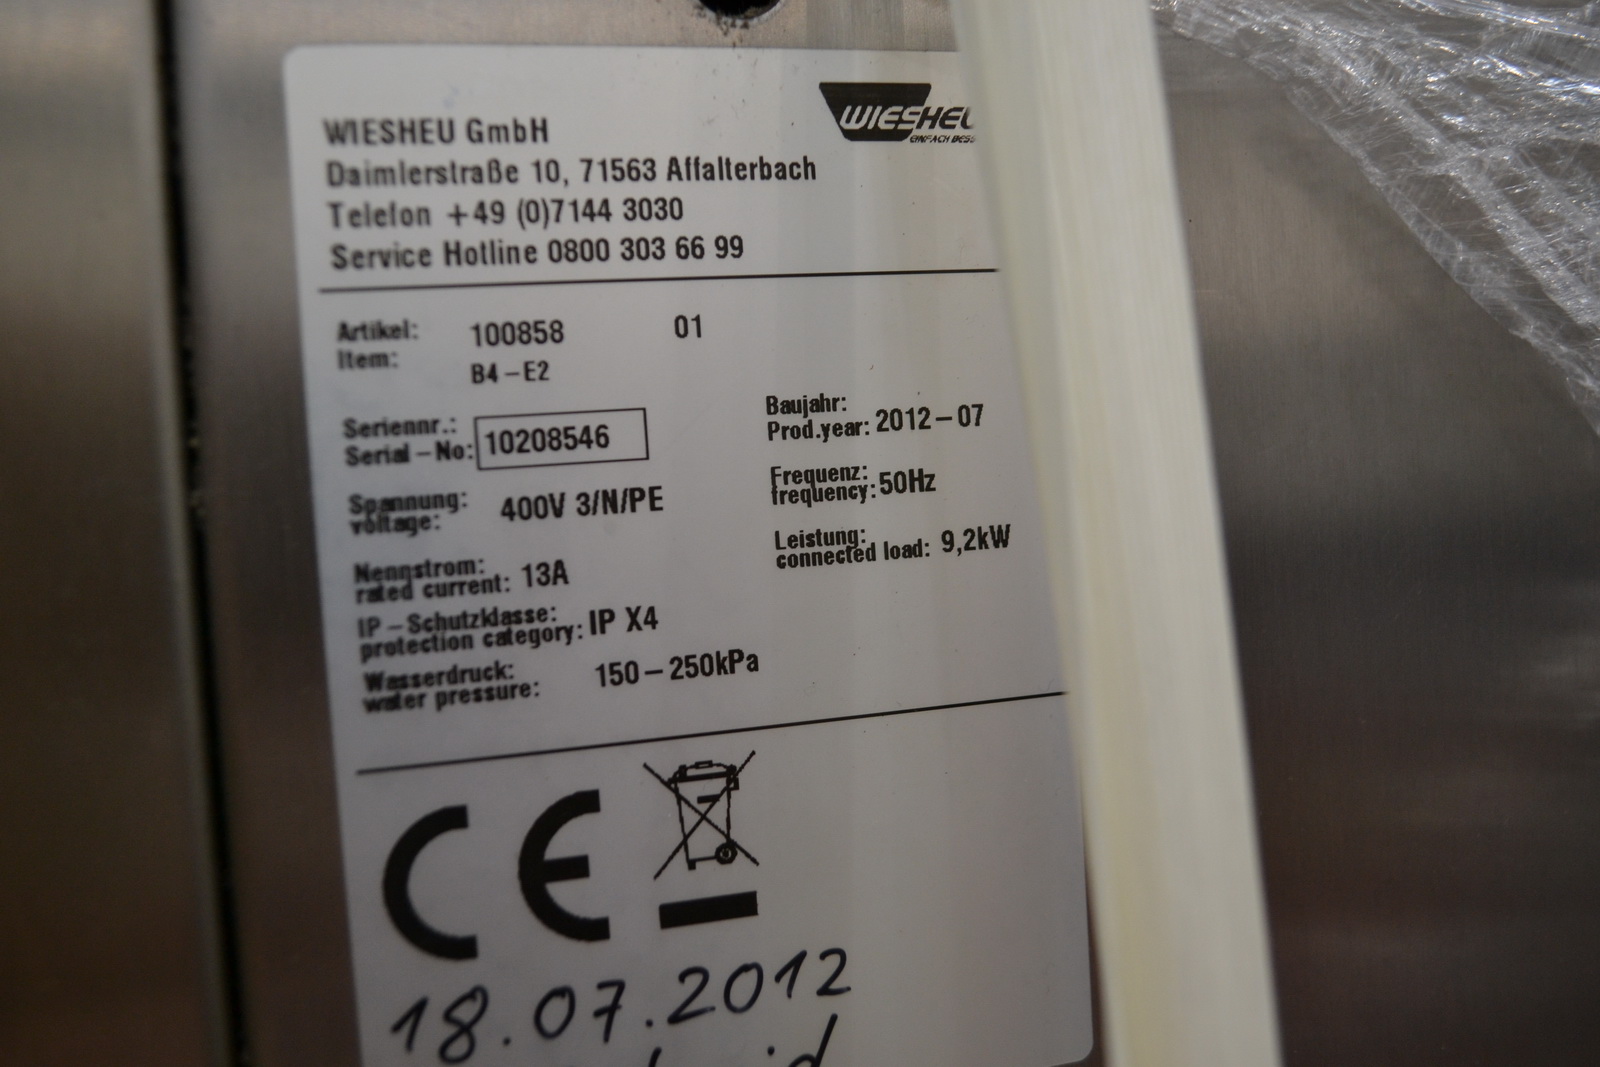 WIESHEU GmbH
Daimlerstraße 10, 71563 Affalterbach
Telefon +49 (0)7144 3030
Service Hotline 0800 303 66 99
WIESHEU
EINFACH
Artikel: 100858 01
Item: B4-E2
Seriennr.:
Serial-No: 10208546
Baujahr:
Prod.year: 2012-07
Spannung:
voltage: 400V 3/N/PE
Frequenz:
frequency: 50Hz
Nennstrom:
rated current: 13A
Leistung:
connected load: 9,2kW
IP-Schutzklasse:
protection category: IP X4
Wasserdruck:
water pressure: 150-250kPa
CE
18.07.2012